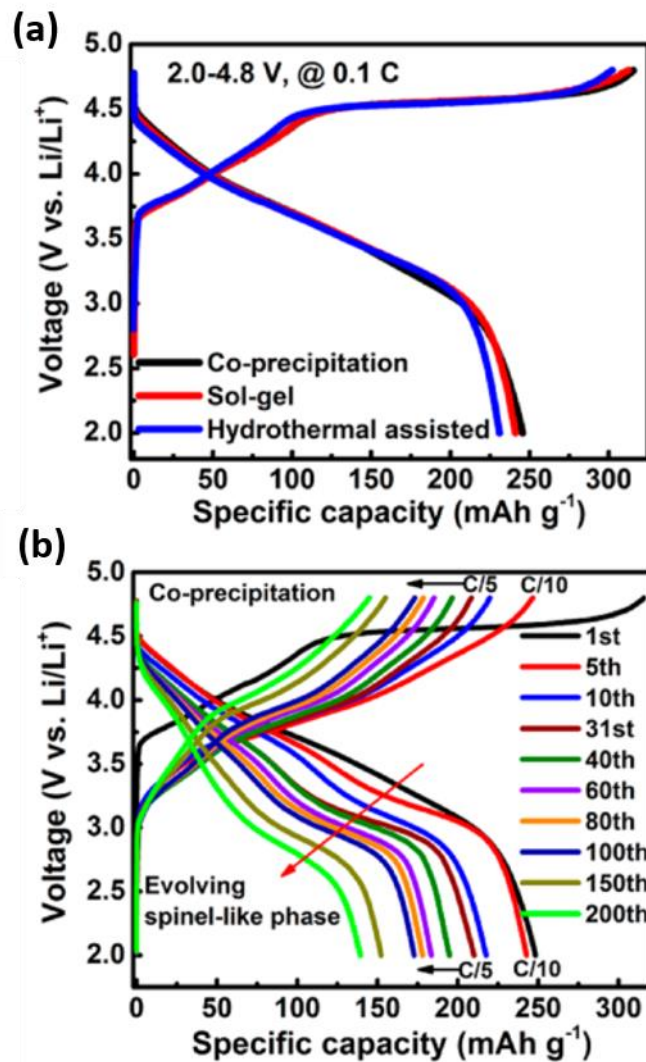 (a)
5.0
4.5
4.0
3.5
3.0
2.5
2.0
Voltage (V vs. Li/Li⁺)
2.0-4.8 V, @ 0.1 C
Co-precipitation
Sol-gel
Hydrothermal assisted
0 50 100 150 200 250 300
Specific capacity (mAh g⁻¹)
(b)
5.0
4.5
4.0
3.5
3.0
2.5
2.0
Voltage (V vs. Li/Li⁺)
Co-precipitation
C/5 C/10
1st
5th
10th
31st
40th
60th
80th
100th
150th
200th
Evolving
spinel-like phase
C/5 C/10
0 50 100 150 200 250 300
Specific capacity (mAh g⁻¹)